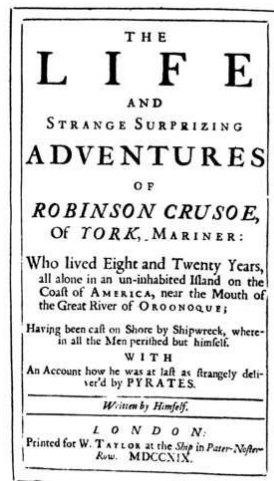 THE
LIFE
AND
STRANGE SURPRIZING
ADVENTURES
OF
ROBINSON CRUSOE,
Of YORK, MARINER:
Who lived Eight and Twenty Years,
all alone in an un-inhabited Iſland on the
Coaſt of AMERICA, near the Mouth of
the Great River of OROONOQUE;
Having been caſt on Shore by Shipwreck, where-
in all the Men periſhed but himſelf.
WITH
An Account how he was at laſt as ſtrangely deli-
ver'd by PYRATES.
Written by Himſelf.
LONDON:
Printed for W. TAYLOR at the Ship in Pater-Noſter-
Row. MDCCXIX.